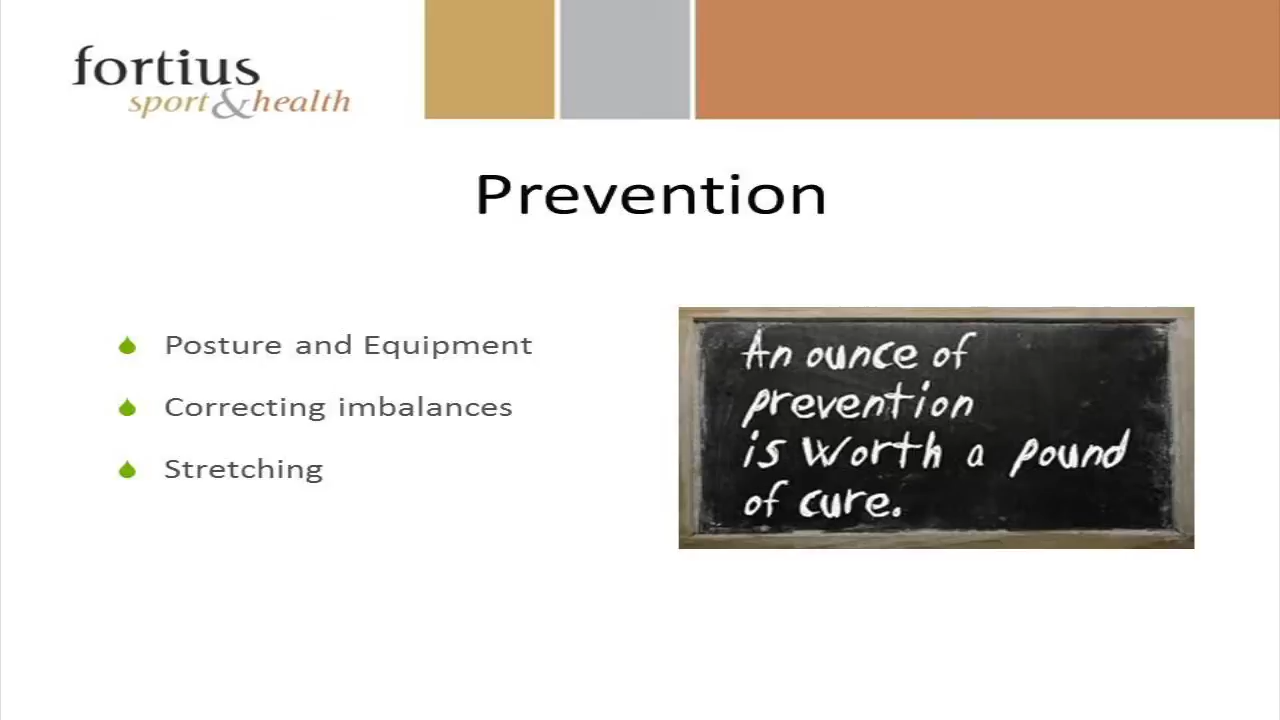 fortius
sport&health
Prevention
Posture and Equipment
Correcting imbalances
Stretching
An ounce of
prevention
is worth a pound
of cure.